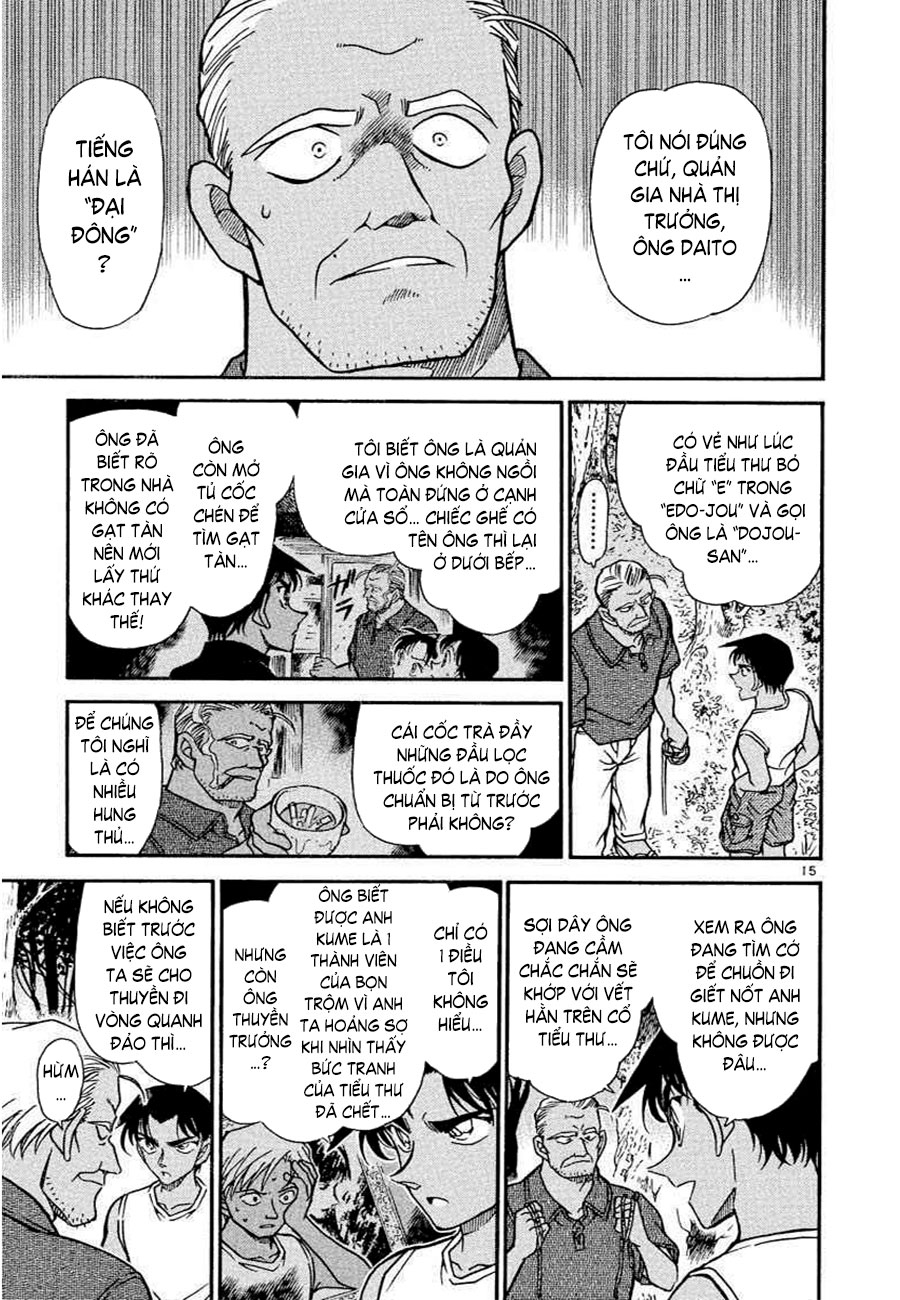 TÔI NÓI ĐÚNG
CHỨ, QUẢN
GIA NHÀ THỊ
TRƯỞNG,
ÔNG DAITO
...
TIẾNG
HÁN LÀ
"ĐẠI
ĐÔNG"
?
CÓ VẺ NHƯ LÚC
ĐẦU TIỂU THƯ BỎ
CHỮ "E" TRONG
"EDO-JOU" VÀ GỌI
ÔNG LÀ "DOJOU-
SAN"...
.........
TÔI BIẾT ÔNG LÀ QUẢN
GIA VÌ ÔNG KHÔNG NGỒI
MÀ TOÀN ĐỨNG Ở CẠNH
CỬA SỔ... CHIẾC GHẾ CÓ
TÊN ÔNG THÌ LẠI
Ở DƯỚI BẾP...
ÔNG
CÒN MỞ
TỦ CỐC
CHÉN ĐỂ
TÌM GẠT
TÀN...
ÔNG ĐÃ
BIẾT RÕ
TRONG NHÀ
KHÔNG CÓ
GẠT TÀN
NÊN MỚI
LẤY THỨ
KHÁC THAY
THẾ!
CÁI CỐC TRÀ ĐẦY
NHỮNG ĐẦU LỌC
THUỐC ĐÓ LÀ DO ÔNG
CHUẨN BỊ TỪ TRƯỚC
PHẢI KHÔNG?
ĐỂ CHÚNG
TÔI NGHĨ
LÀ CÓ
NHIỀU
HUNG
THỦ...
15
XEM RA ÔNG
ĐANG TÌM CỚ
ĐỂ CHUỒN ĐI
GIẾT NỐT ANH
KUME, NHƯNG
KHÔNG ĐƯỢC
ĐÂU...
SỢI DÂY ÔNG
ĐANG CẦM
CHẮC CHẮN SẼ
KHỚP VỚI VẾT
HẰN TRÊN CỔ
TIỂU THƯ...
CHỈ CÓ
1 ĐIỀU
TÔI
KHÔNG
HIỂU...
ÔNG BIẾT
ĐƯỢC ANH
KUME LÀ 1
THÀNH VIÊN
CỦA BỌN
TRỘM VÌ ANH
TA HOẢNG SỢ
KHI NHÌN THẤY
BỨC TRANH
CỦA TIỂU THƯ
ĐÃ CHẾT...
NHƯNG
CÒN
ÔNG
THUYỀN
TRƯỞNG
...?
NẾU KHÔNG
BIẾT TRƯỚC
VIỆC ÔNG
TA SẼ CHO
THUYỀN ĐI
VÒNG QUANH
ĐẢO THÌ...
HỪM
...